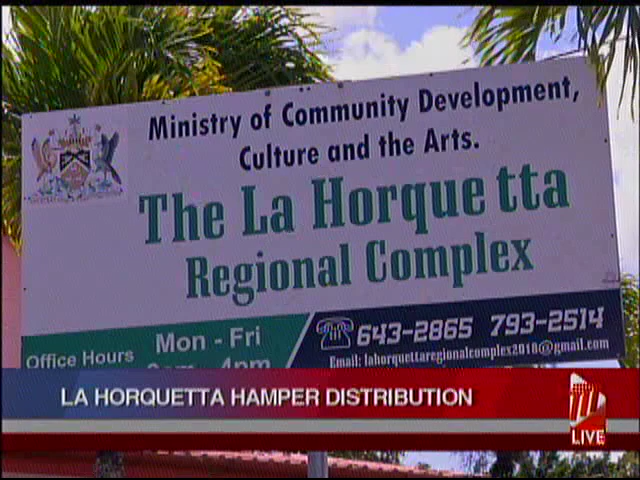 Ministry of Community Development,
Culture and the Arts.
The La Horquetta
Regional Complex
Office Hours
Mon - Fri
643-2865 793-2514
Email: lahorquettaregionalcomplex2018@gmail.com
LA HORQUETTA HAMPER DISTRIBUTION
LIVE